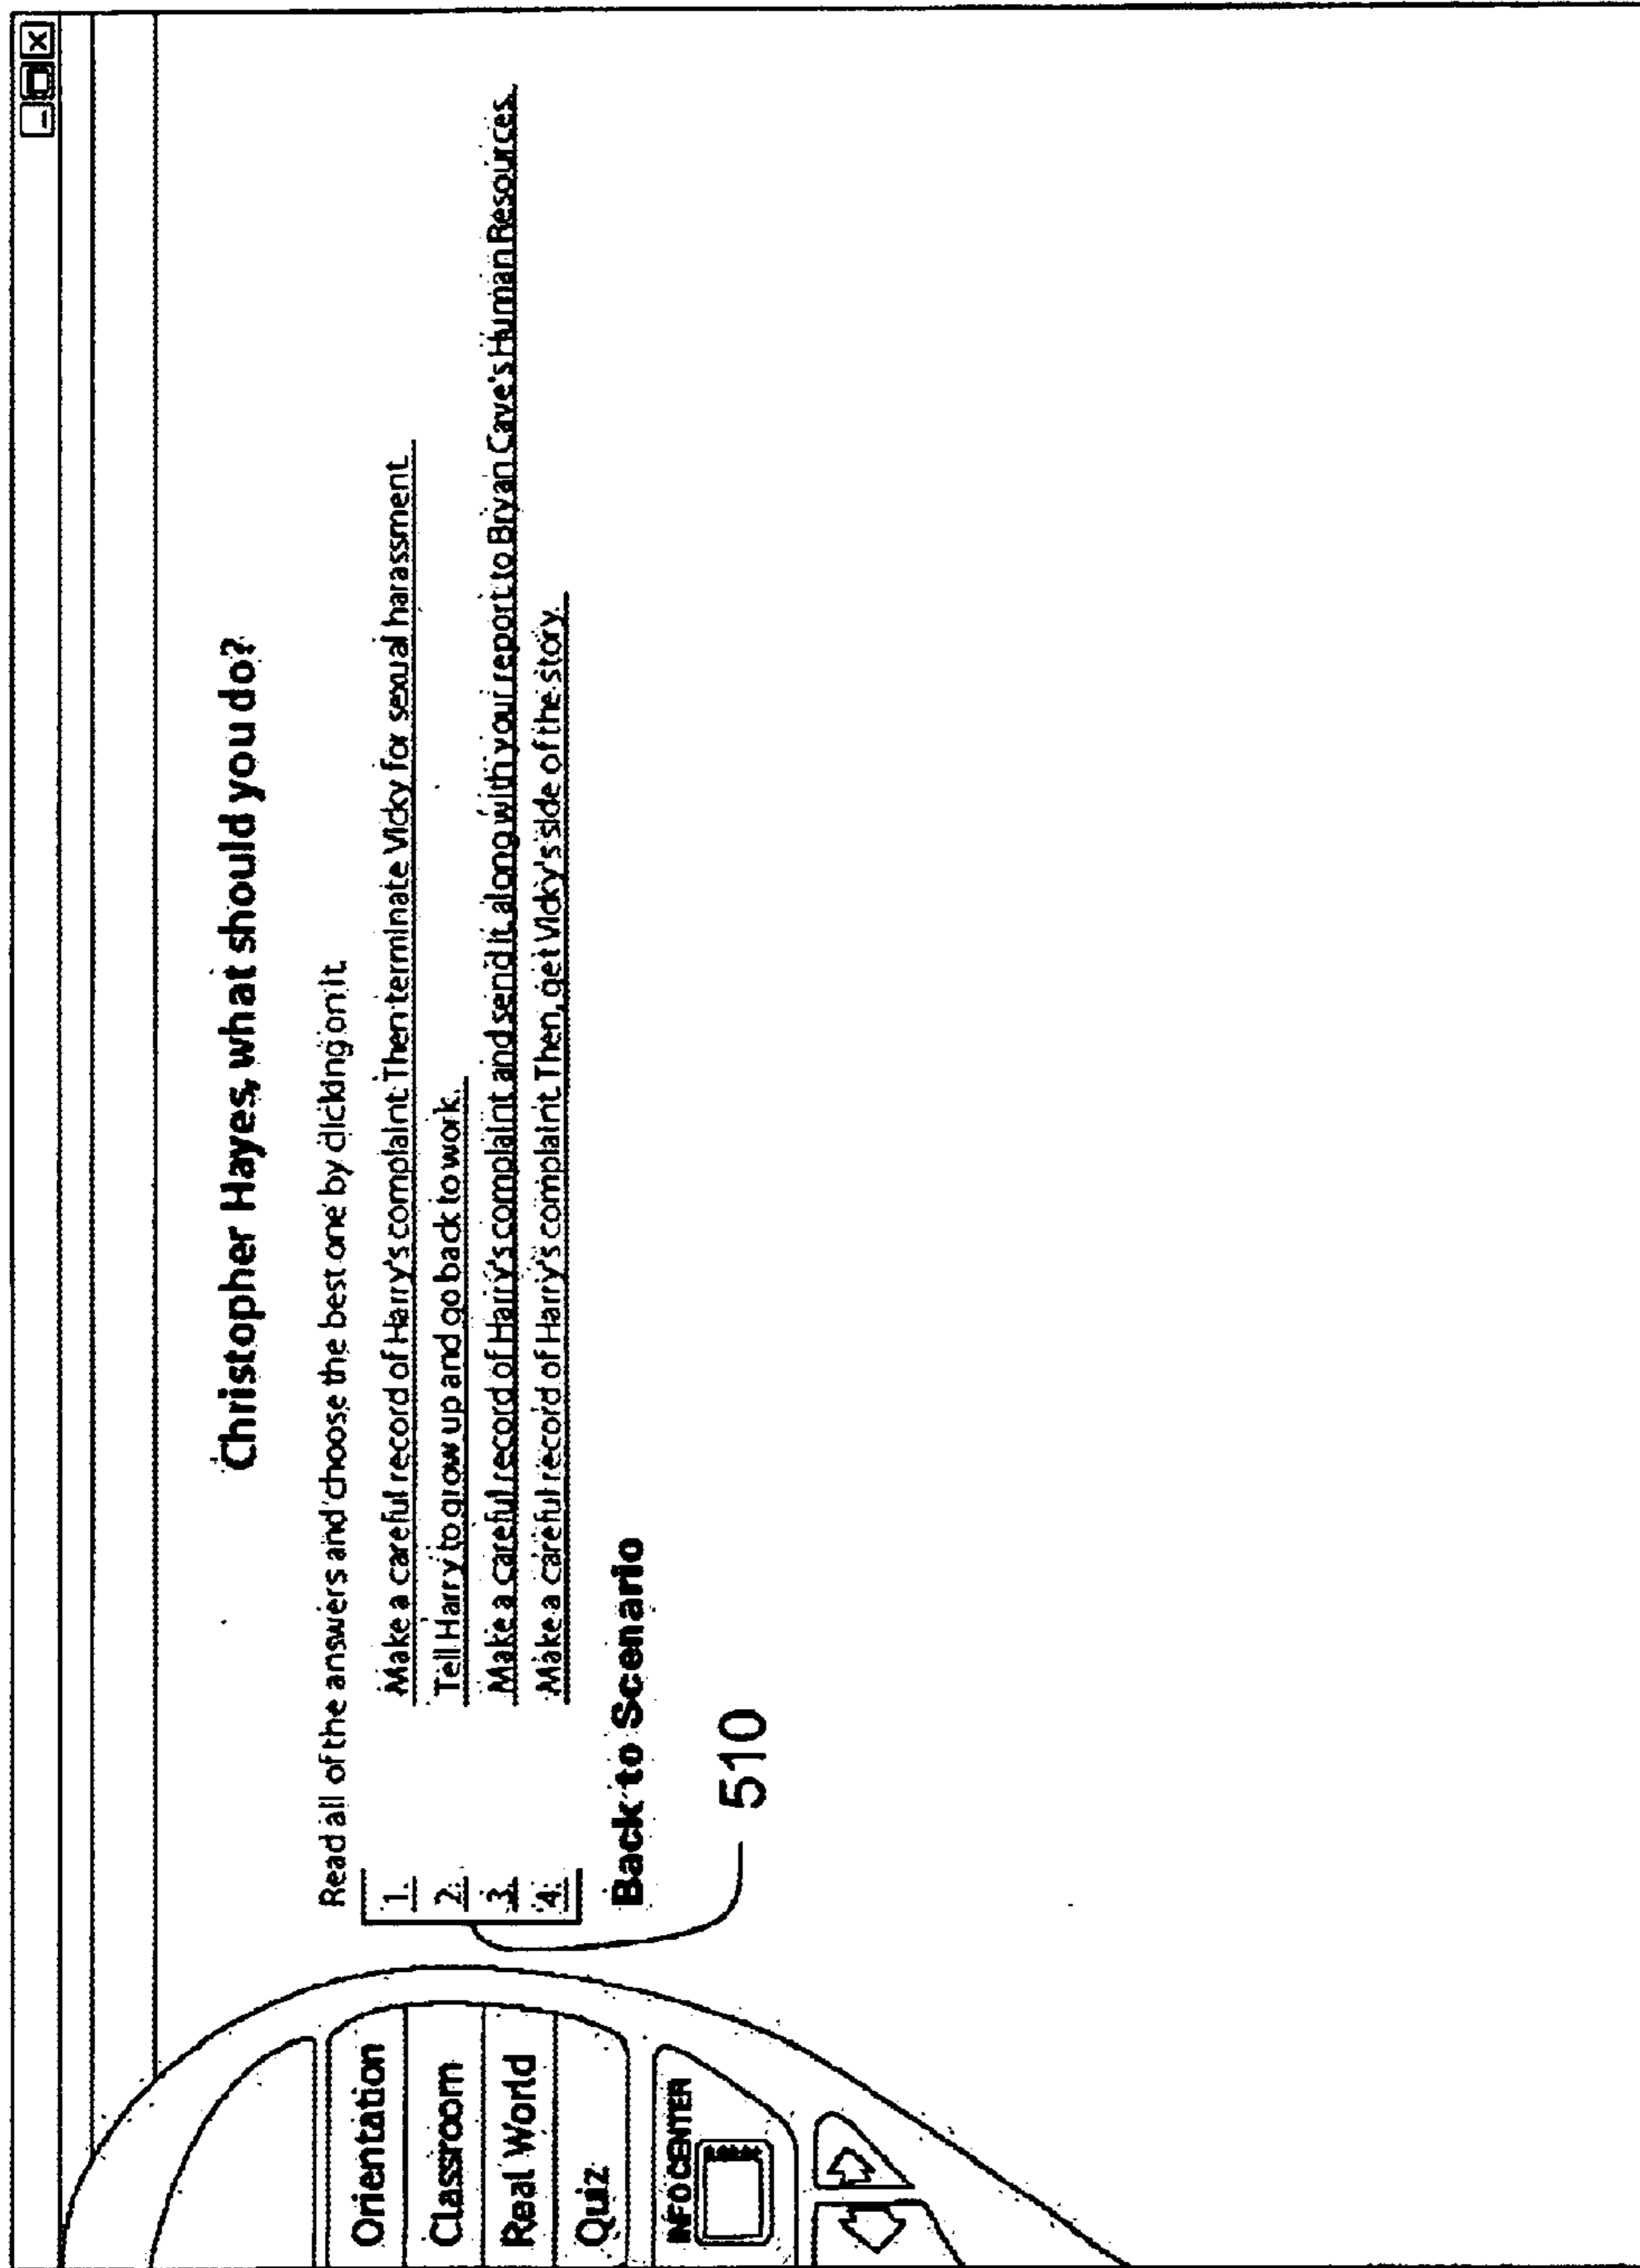 Christopher Hayes, what should you do?
Read all of the answers and choose the best one by clicking on it.
1. Make a careful record of Harry's complaint. Then terminate Vicky for sexual harassment.
2. Tell Harry to grow up and go back to work.
3. Make a careful record of Harry's complaint and send it, along with your report to Bryan Cave's Human Resources.
4. Make a careful record of Harry's complaint. Then, get Vicky's side of the story.
Back to Scenario
510
Orientation
Classroom
Real World
Quiz
INFO CENTER